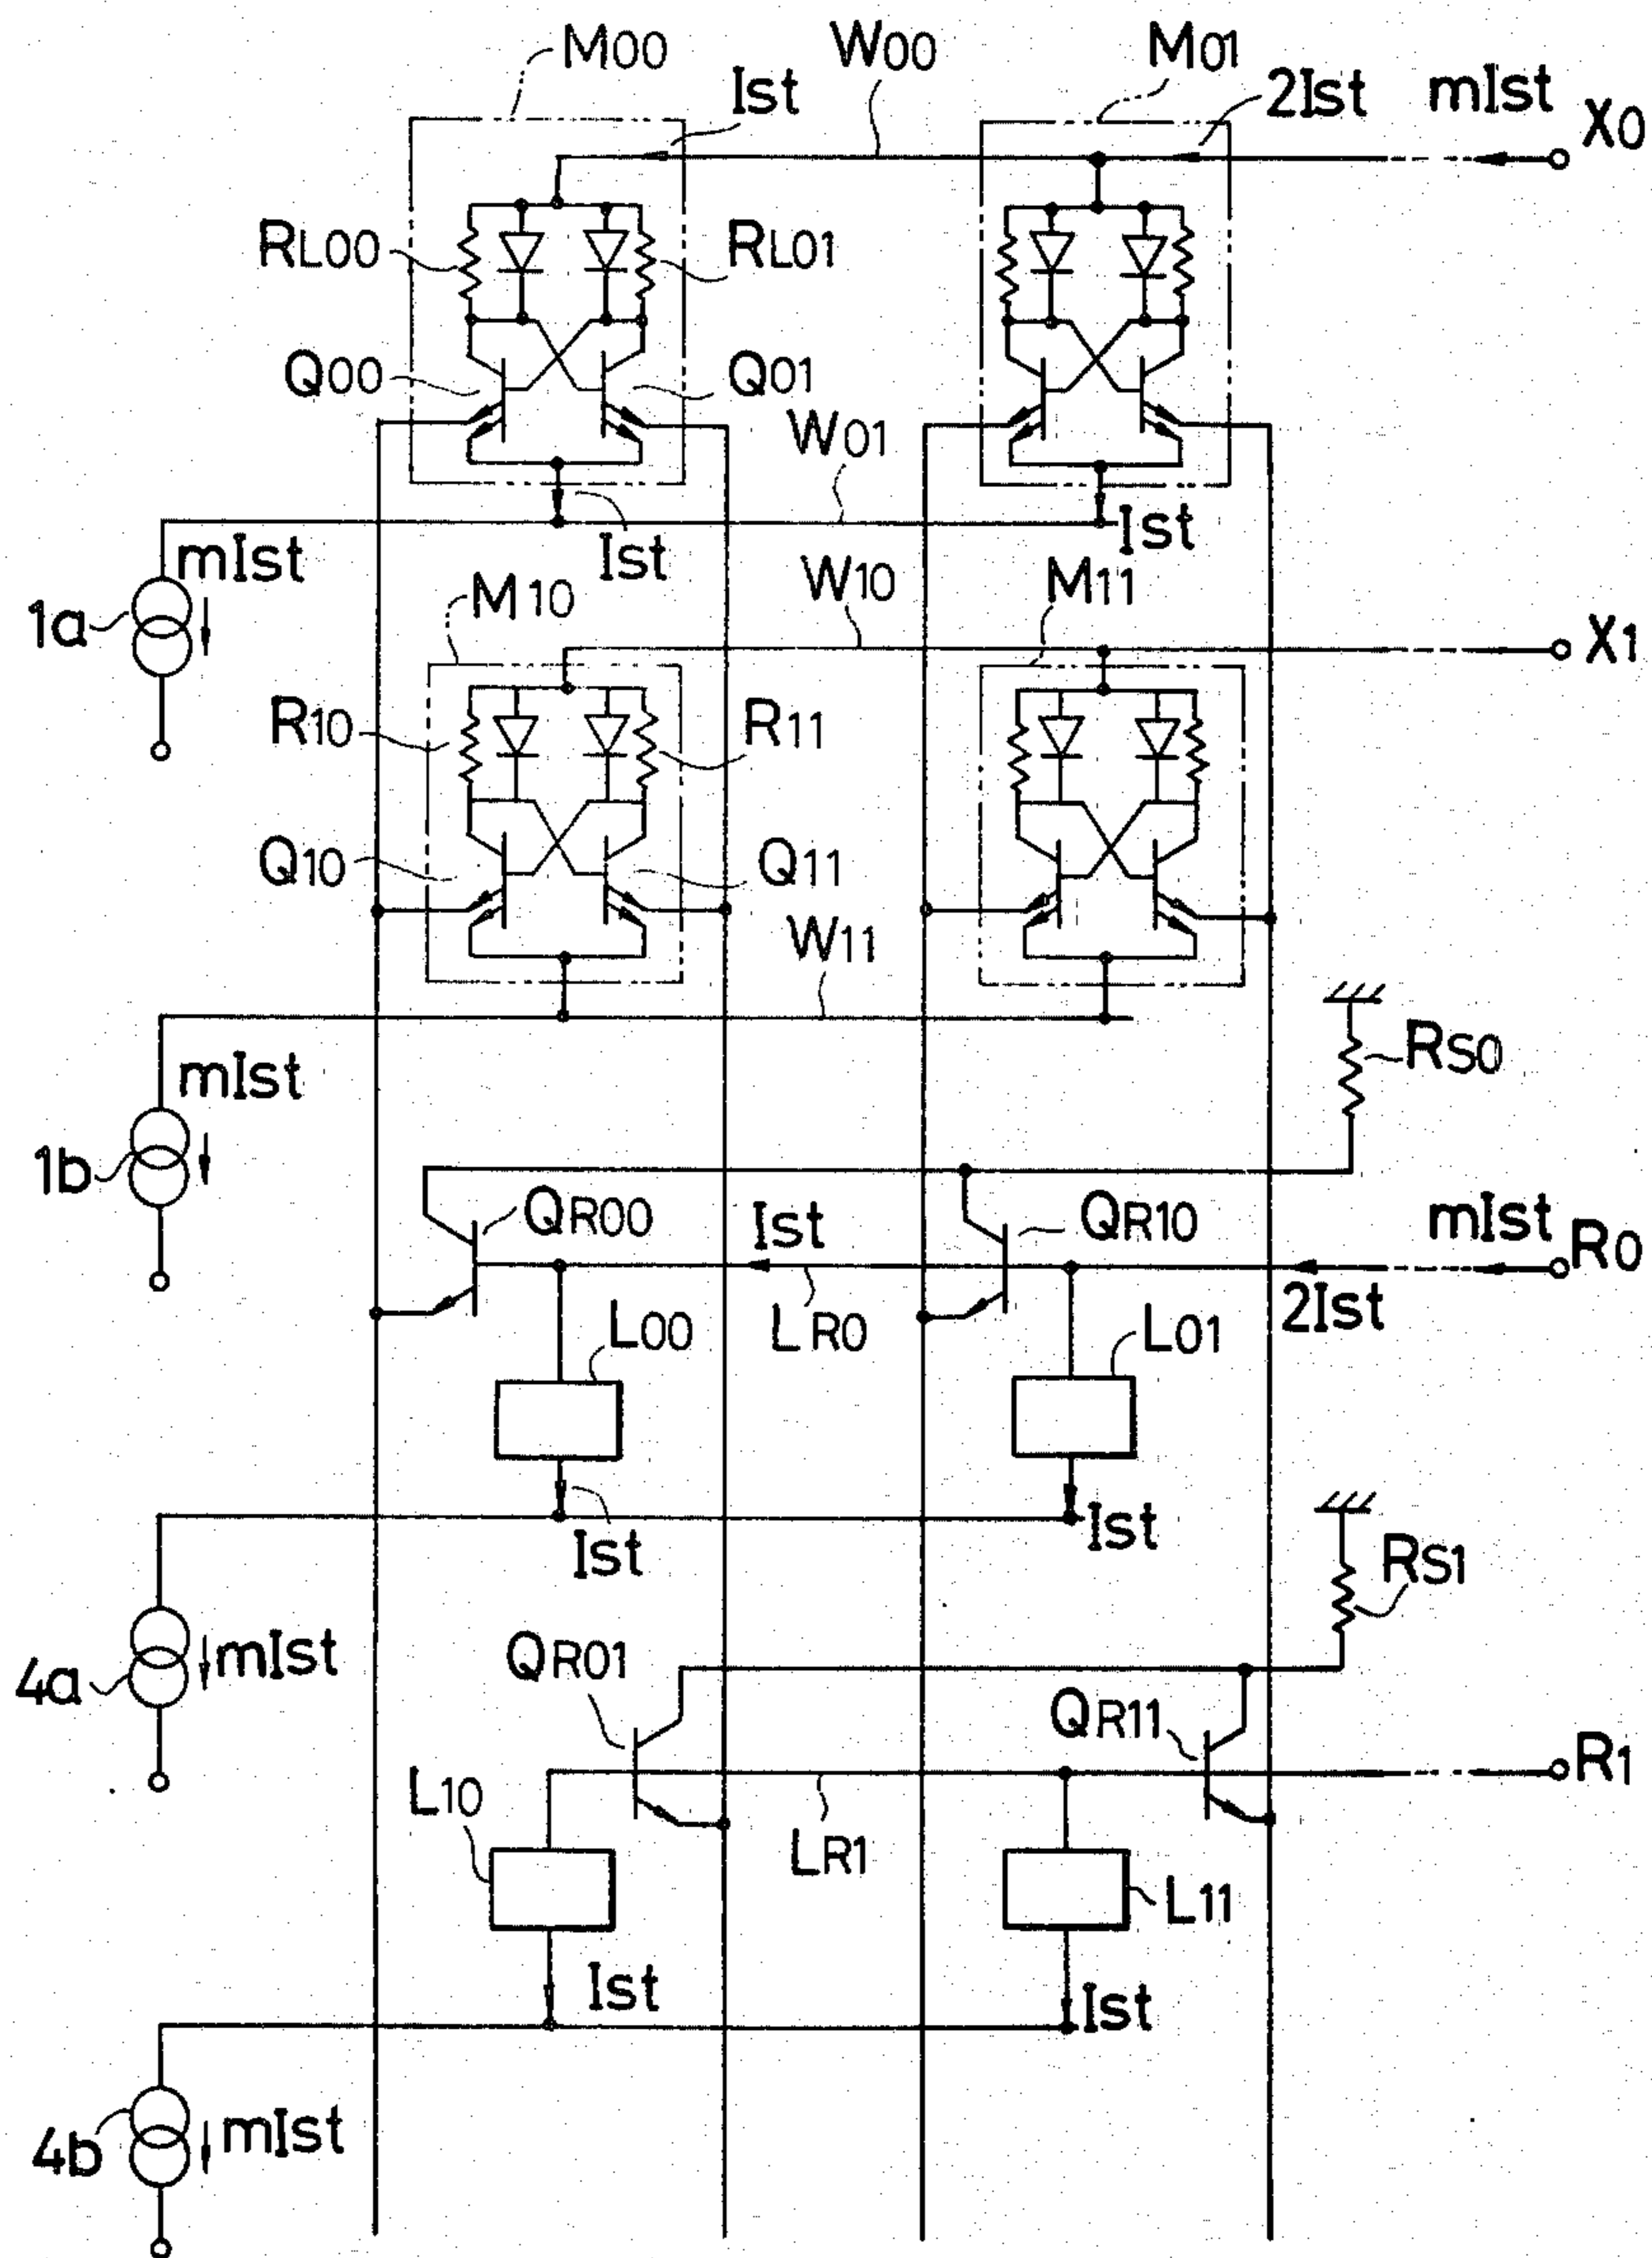 M00 W00 M01
Ist 2Ist mIst X0
RL00 RL01
Q00 Q01
W01
mIst Ist Ist
1a M10 W10 M11 X1
R10 R11
Q10 Q11
W11
mIst RS0
1b
QR00 Ist QR10 mIst R0
LR0 2Ist
L00 L01
Ist Ist
RS1
4a mIst QR01 QR11
L10 LR1 R1
L11
Ist Ist
4b mIst